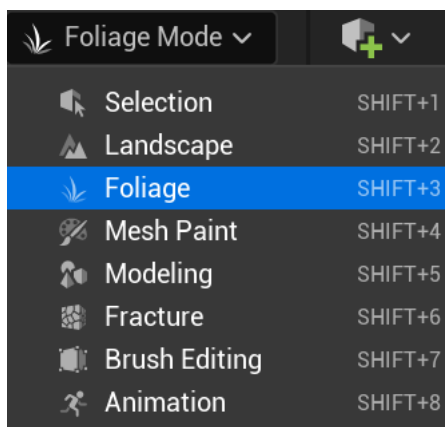 Foliage Mode
Selection SHIFT+1
Landscape SHIFT+2
Foliage SHIFT+3
Mesh Paint SHIFT+4
Modeling SHIFT+5
Fracture SHIFT+6
Brush Editing SHIFT+7
Animation SHIFT+8